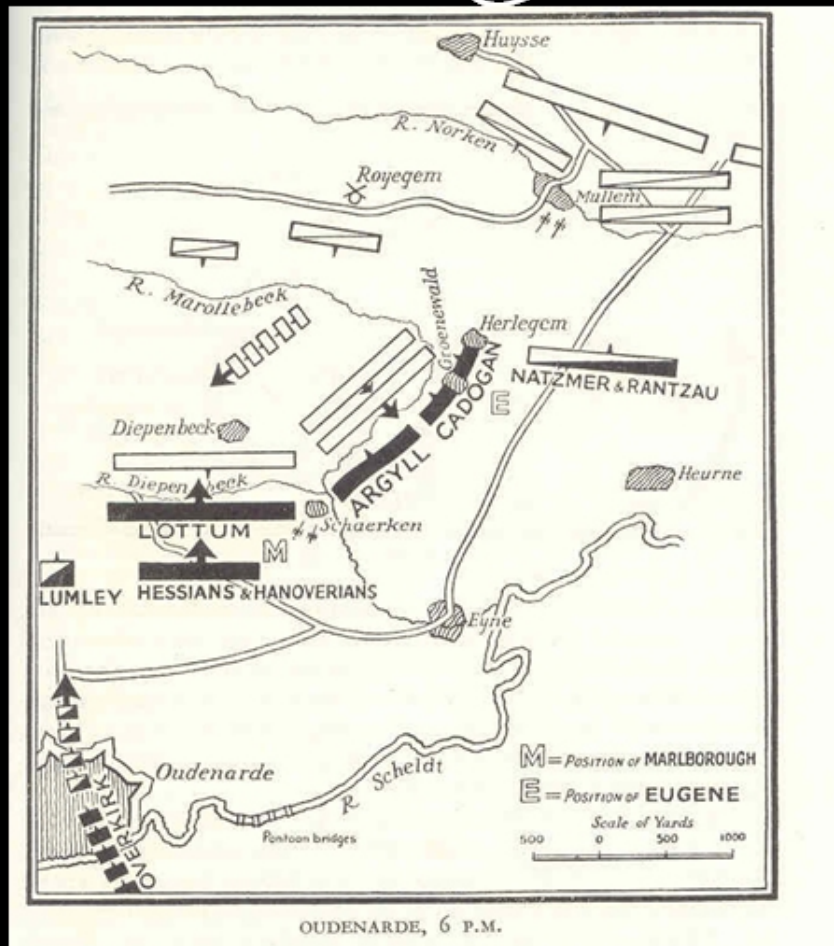 Huysse
R. Norken
Royegem
Mullem
R. Marollebeck
Groenewald
Herlegem
CADOGAN
E
NATZMER & RANTZAU
Diepenbeck
ARGYLL
Heurne
R. Diepenbeck
LOTTUM
Schaerken
M
LUMLEY
HESSIANS & HANOVERIANS
Eyne
Oudenarde
R. Scheldt
OVERKIRK
Pontoon bridges
M = POSITION OF MARLBOROUGH
E = POSITION OF EUGENE
Scale of Yards
500 0 500 1000
OUDENARDE, 6 P.M.